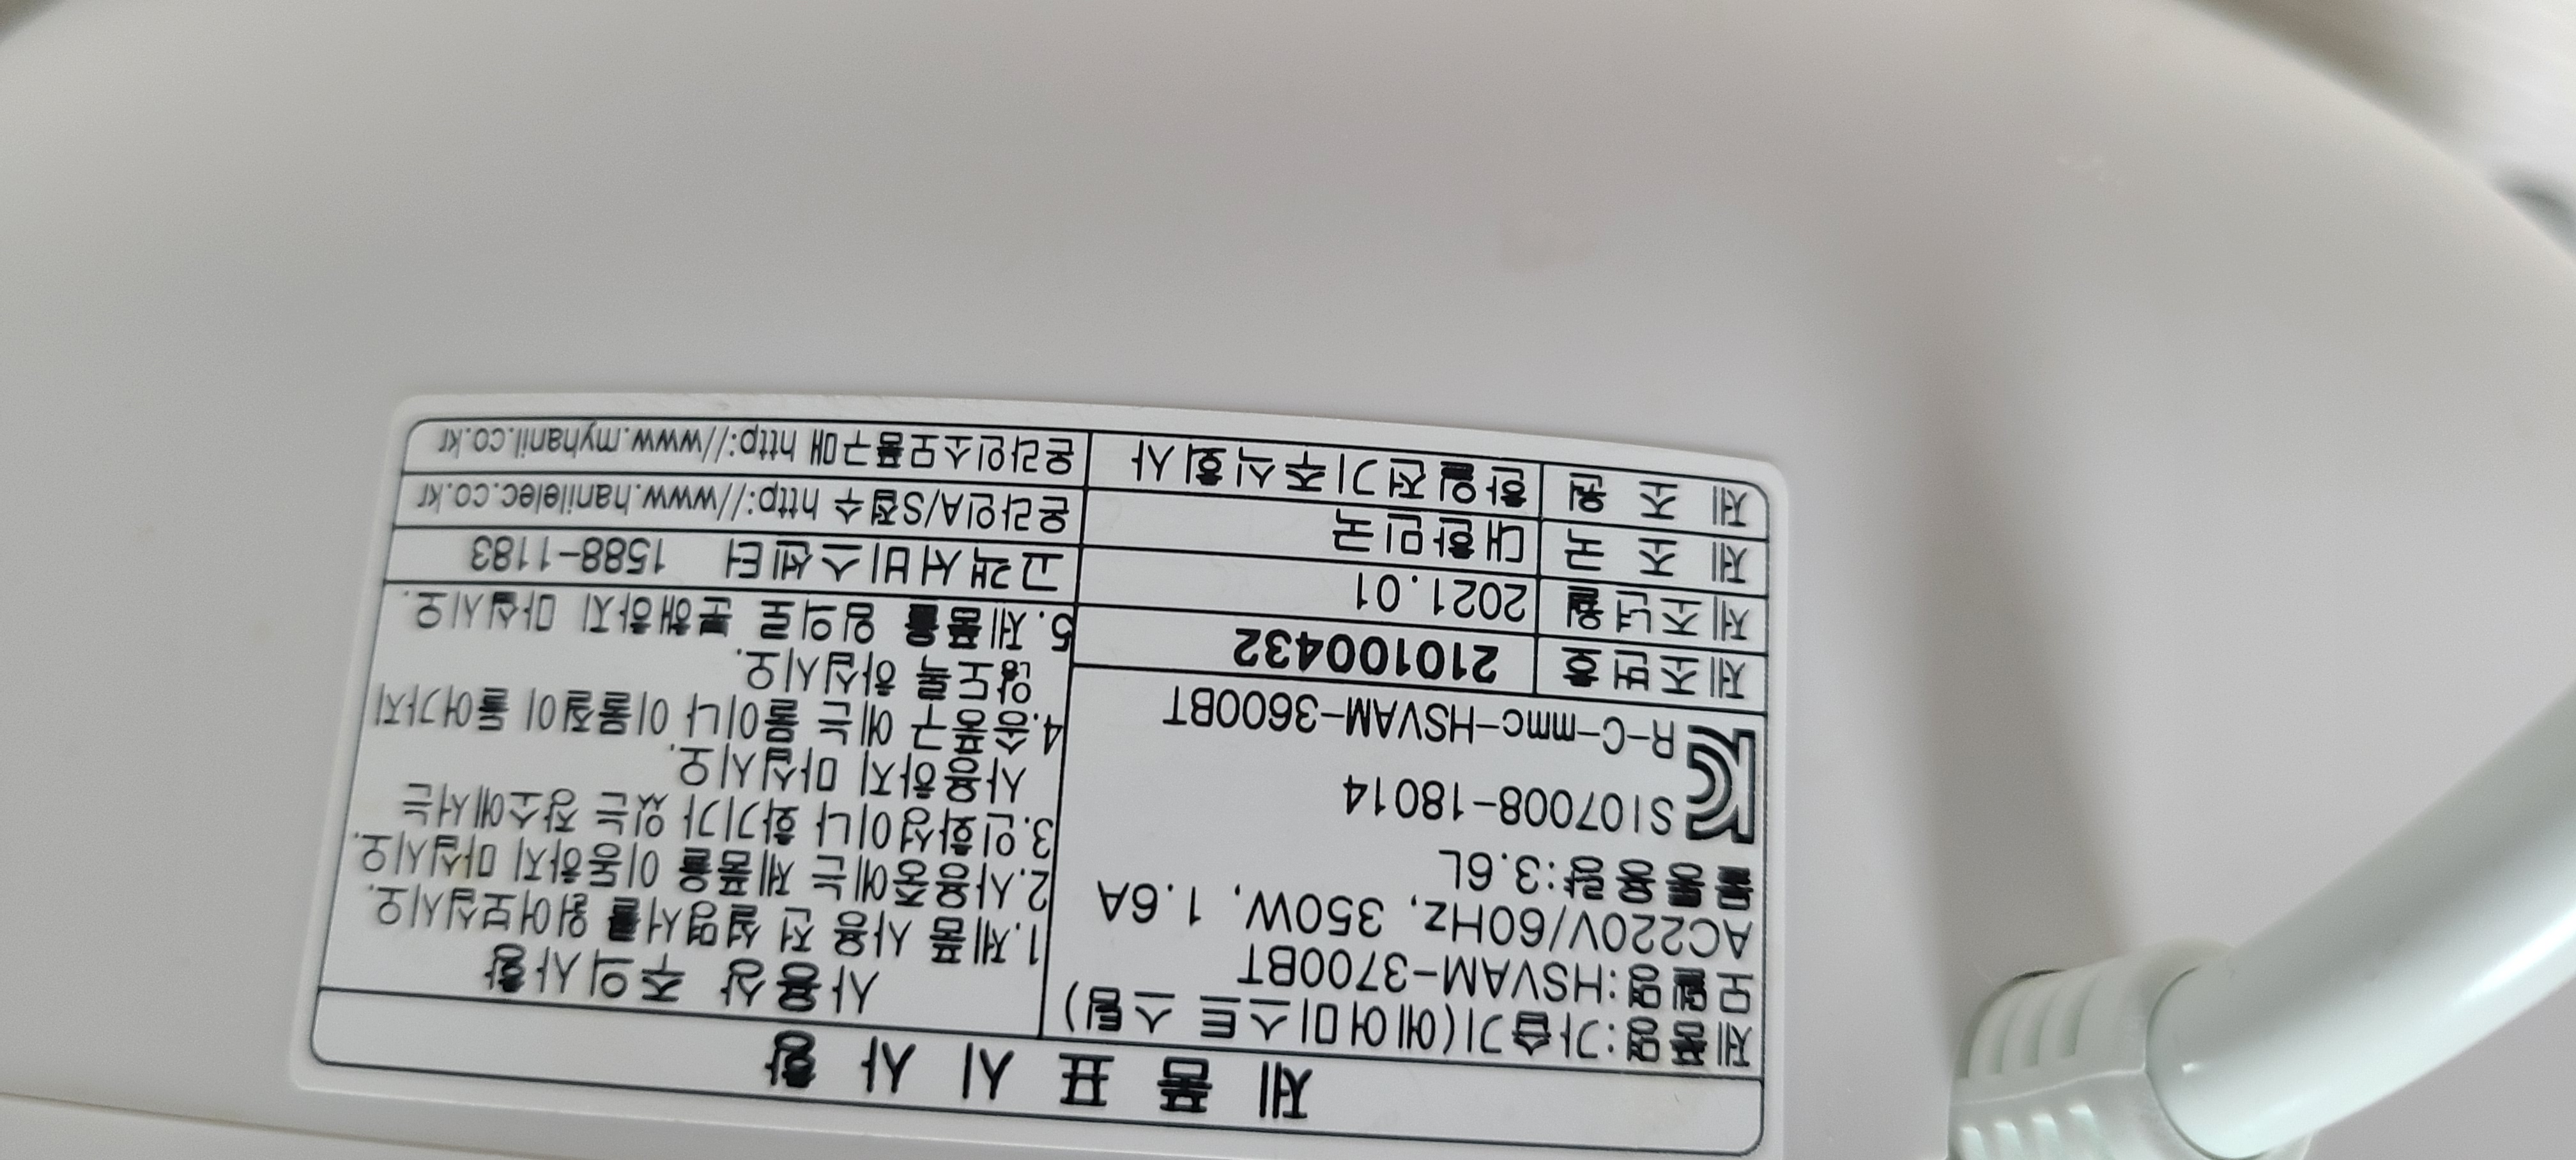 제품표시사항
제품명:가습기(에어미스트 스팀)
모델명:HSVAM-3700BT
AC220V/60Hz, 350W, 1.6A
물통용량:3.6L
SI07008-18014
R-C-mmc-HSVAM-3600BT
제조번호 210100432
제조년월 2021.01
제조국 대한민국
제조원 한일전기주식회사
사용상 주의사항
1.제품 사용 전 설명서를 읽어보십시오.
2.사용중에는 제품을 이동하지 마십시오.
3.인화성이나 화기가 있는 장소에서는
사용하지 마십시오.
4.송풍구에는 물이나 이물질이 들어가지
않도록 하십시오.
5.제품을 임의로 분해하지 마십시오.
고객서비스센터 1588-1183
온라인A/S접수 http://www.hanilelec.co.kr
온라인소모품구매 http://www.myhanil.co.kr